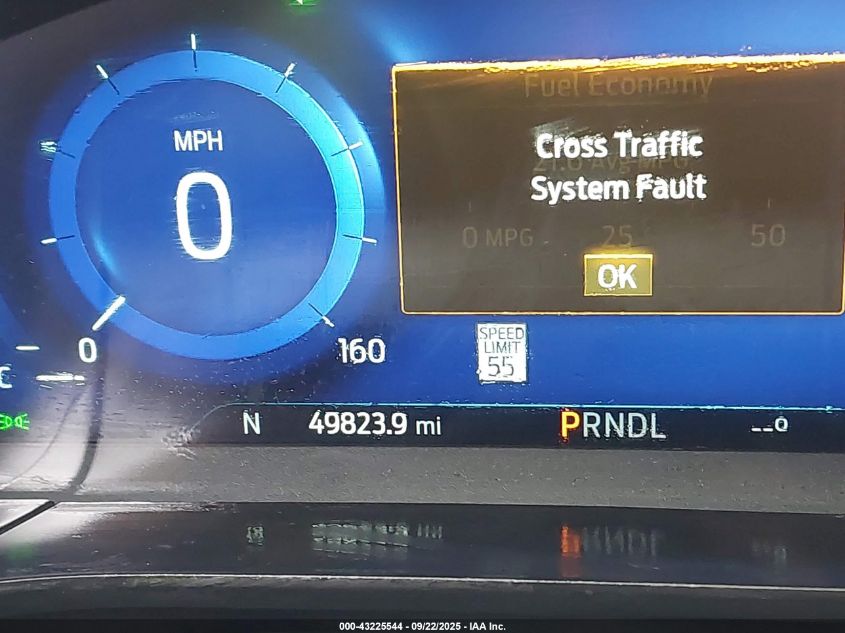 MPH
0
0
160
Fuel Economy
Cross Traffic
System Fault
0 MPG 25 50
OK
SPEED
LIMIT
55
N 49823.9 mi PRNDL --°
000-43225544 - 09/22/2025 - IAA Inc.